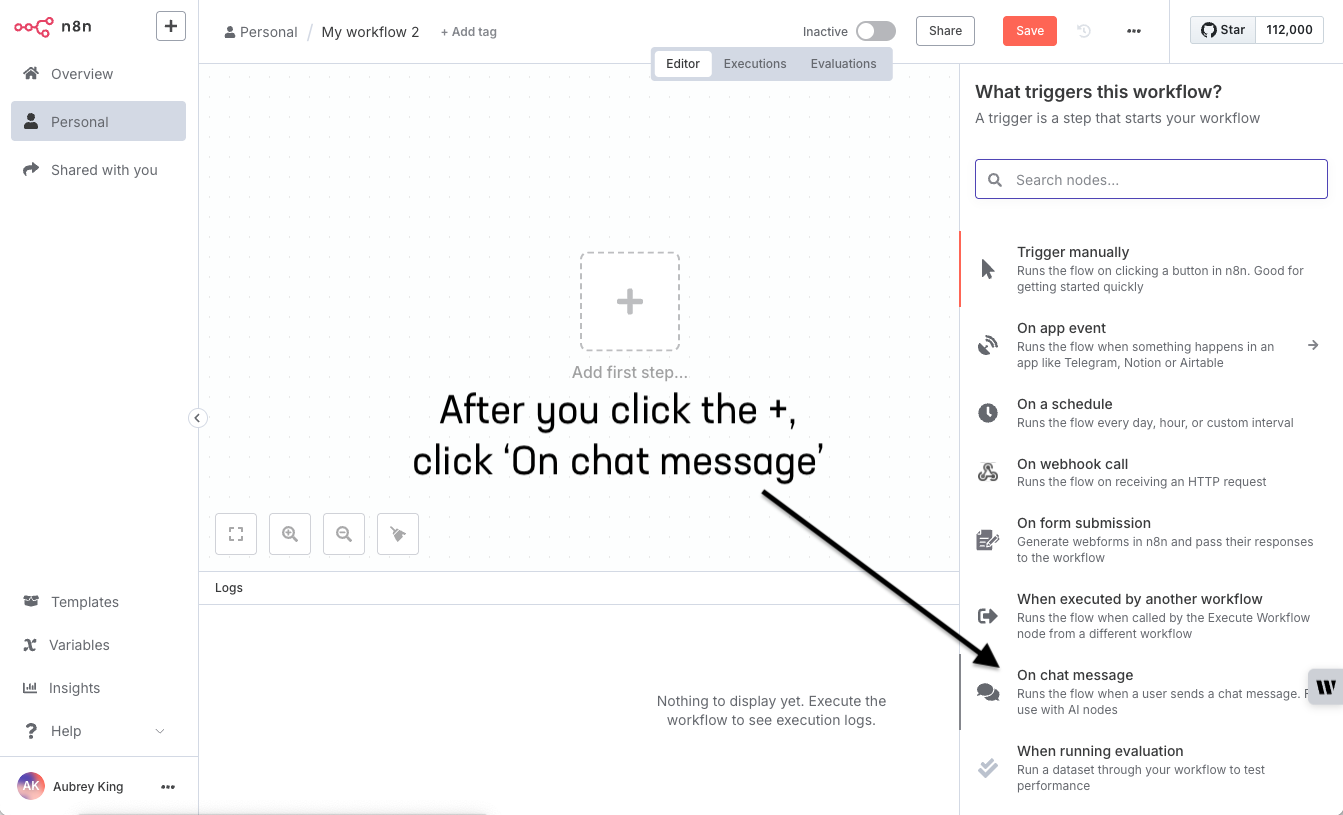 n8n
Overview
Personal
Shared with you
Templates
Variables
Insights
Help
AK Aubrey King
Personal / My workflow 2 + Add tag
Inactive Share Save Star 112,000
Editor Executions Evaluations
Add first step...
After you click the +,
click ‘On chat message’
Logs
Nothing to display yet. Execute the
workflow to see execution logs.
What triggers this workflow?
A trigger is a step that starts your workflow
Search nodes...
Trigger manually
Runs the flow on clicking a button in n8n. Good for
getting started quickly
On app event
Runs the flow when something happens in an
app like Telegram, Notion or Airtable
On a schedule
Runs the flow every day, hour, or custom interval
On webhook call
Runs the flow on receiving an HTTP request
On form submission
Generate webforms in n8n and pass their responses
to the workflow
When executed by another workflow
Runs the flow when called by the Execute Workflow
node from a different workflow
On chat message
Runs the flow when a user sends a chat message.
use with AI nodes
When running evaluation
Run a dataset through your workflow to test
performance